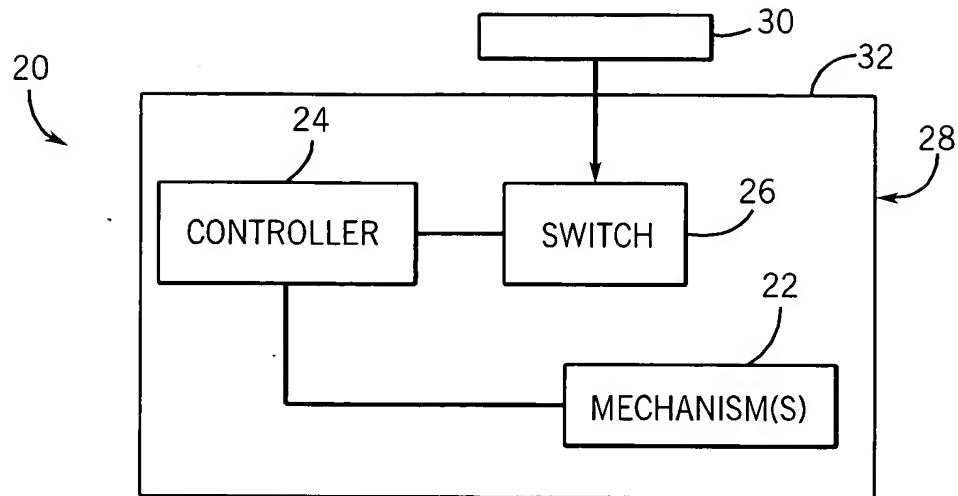 30
32
20
24
28
CONTROLLER
SWITCH
26
22
MECHANISM(S)